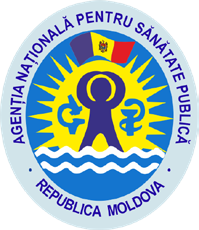 AGENȚIA NAȚIONALĂ PENTRU SĂNĂTATE PUBLICĂ
· REPUBLICA MOLDOVA ·